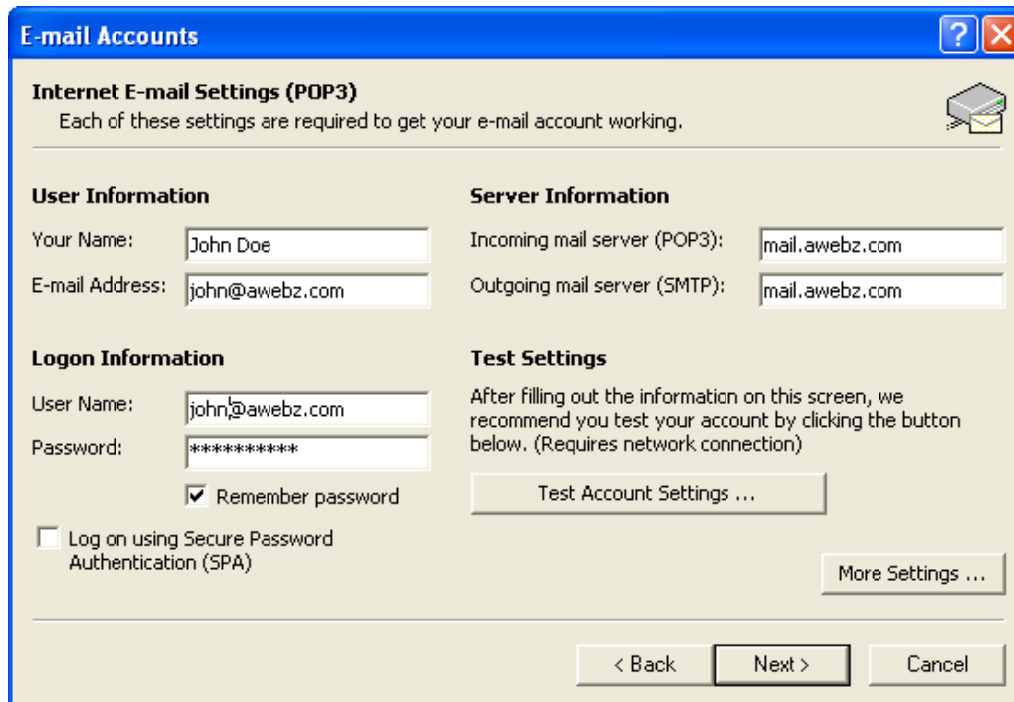 E-mail Accounts
Internet E-mail Settings (POP3)
Each of these settings are required to get your e-mail account working.
User Information
Your Name: John Doe
E-mail Address: john@awebz.com
Server Information
Incoming mail server (POP3): mail.awebz.com
Outgoing mail server (SMTP): mail.awebz.com
Logon Information
User Name: john@awebz.com
Password: **********
Remember password
Log on using Secure Password
Authentication (SPA)
Test Settings
After filling out the information on this screen, we
recommend you test your account by clicking the button
below. (Requires network connection)
Test Account Settings ...
More Settings ...
< Back Next > Cancel